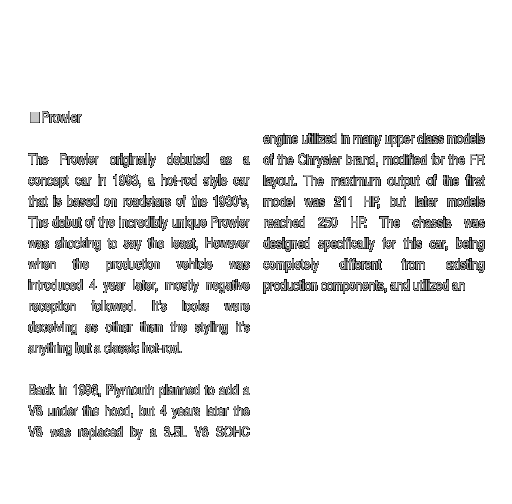 ■Prowler
The Prowler originally debuted as a
concept car in 1993, a hot-rod style car
that is based on roadsters of the 1930's,
The debut of the incredibly unique Prowler
was shocking to say the least, However
when the production vehicle was
introduced 4 year later, mostly negative
reception followed. It's looks were
deceiving as other than the styling it's
anything but a classic hot-rod.
Back in 1993, Plymouth planned to add a
V8 under the hood, but 4 years later the
V8 was replaced by a 3.5L V6 SOHC
engine utilized in many upper class models
of the Chrysler brand, modified for the FR
layout. The maximum output of the first
model was 211 HP, but later models
reached 250 HP. The chassis was
designed specifically for this car, being
completely different from existing
production components, and utilized an